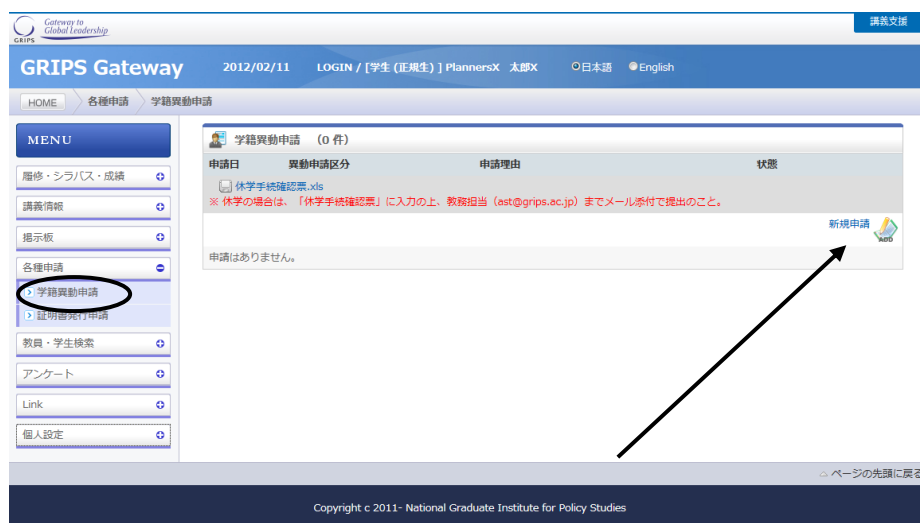 Gateway to
Global Leadership
GRIPS
講義支援
GRIPS Gateway 2012/02/11 LOGIN / [学生 (正規生) ] PlannersX 太郎X 日本語 English
HOME 各種申請 学籍異動申請
MENU
履修・シラバス・成績
講義情報
掲示板
各種申請
学籍異動申請
証明書発行申請
教員・学生検索
アンケート
Link
個人設定
学籍異動申請 (0 件)
申請日 異動申請区分 申請理由 状態
休学手続確認票.xls
※ 休学の場合は、「休学手続確認票」に入力の上、教務担当（ast@grips.ac.jp）までメール添付で提出のこと。
新規申請
ADD
申請はありません。
ページの先頭に戻る
Copyright c 2011- National Graduate Institute for Policy Studies